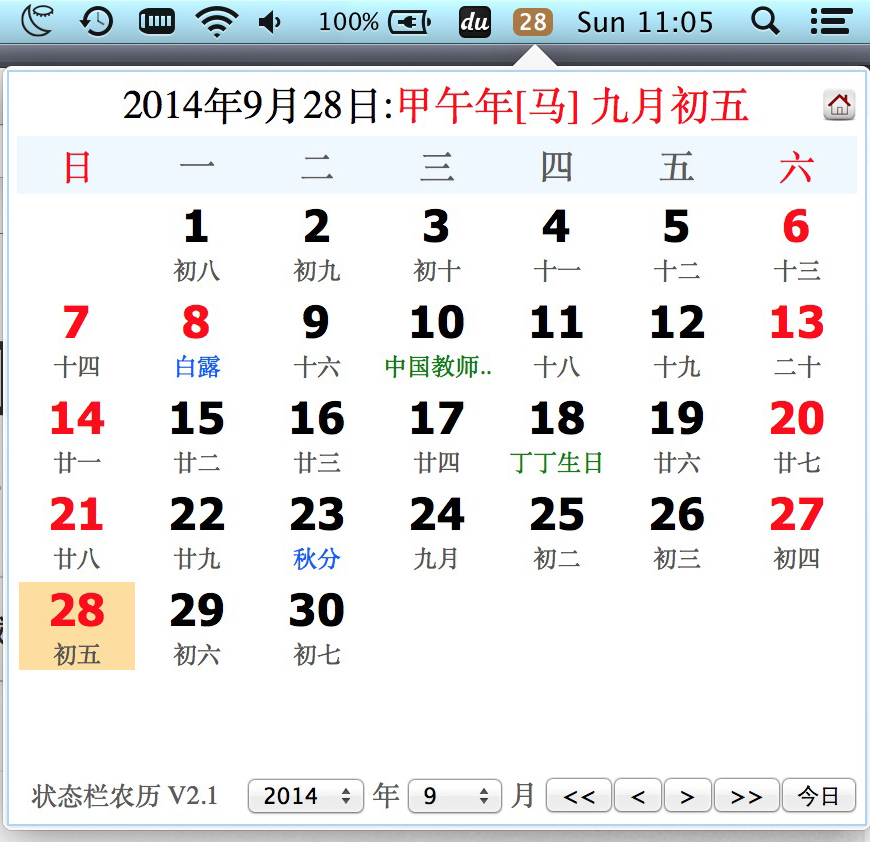 100% du 28 Sun 11:05
2014年9月28日:甲午年[马] 九月初五
日 一 二 三 四 五 六
1 2 3 4 5 6
初八 初九 初十 十一 十二 十三
7 8 9 10 11 12 13
十四 白露 十六 中国教师.. 十八 十九 二十
14 15 16 17 18 19 20
廿一 廿二 廿三 廿四 丁丁生日 廿六 廿七
21 22 23 24 25 26 27
廿八 廿九 秋分 九月 初二 初三 初四
28 29 30
初五 初六 初七
状态栏农历 V2.1 2014 年 9 月 << < > >> 今日